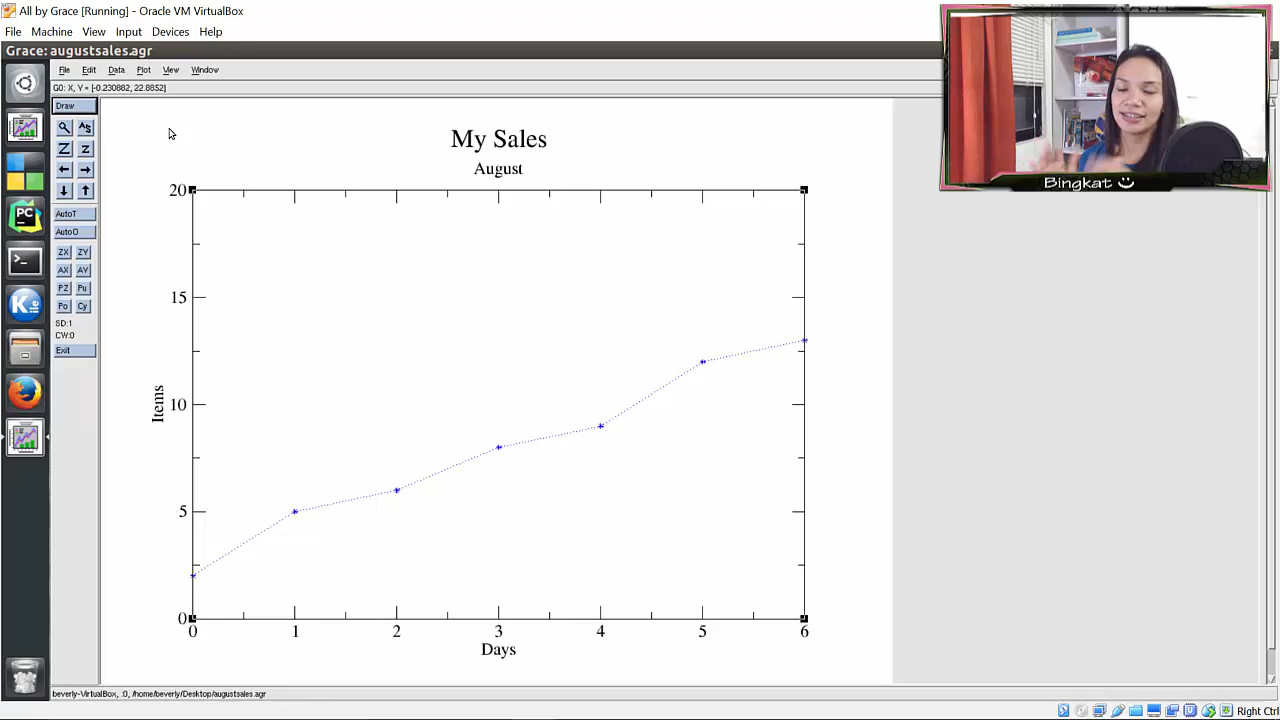 All by Grace [Running] - Oracle VM VirtualBox
File Machine View Input Devices Help
Grace: augustsales.agr
File Edit Data Plot View Window
G0: X, Y = [-0.230882, 22.8852]
Draw
Z z
AutoT
AutoO
ZX ZY
AX AY
PZ Pu
Po Cy
SD:1
CW:0
Exit
PC
My Sales
August
20
15
10
5
0
Items
0 1 2 3 4 5 6
Days
Bingkat
beverly-VirtualBox, :0, /home/beverly/Desktop/augustsales.agr
Right Ctrl